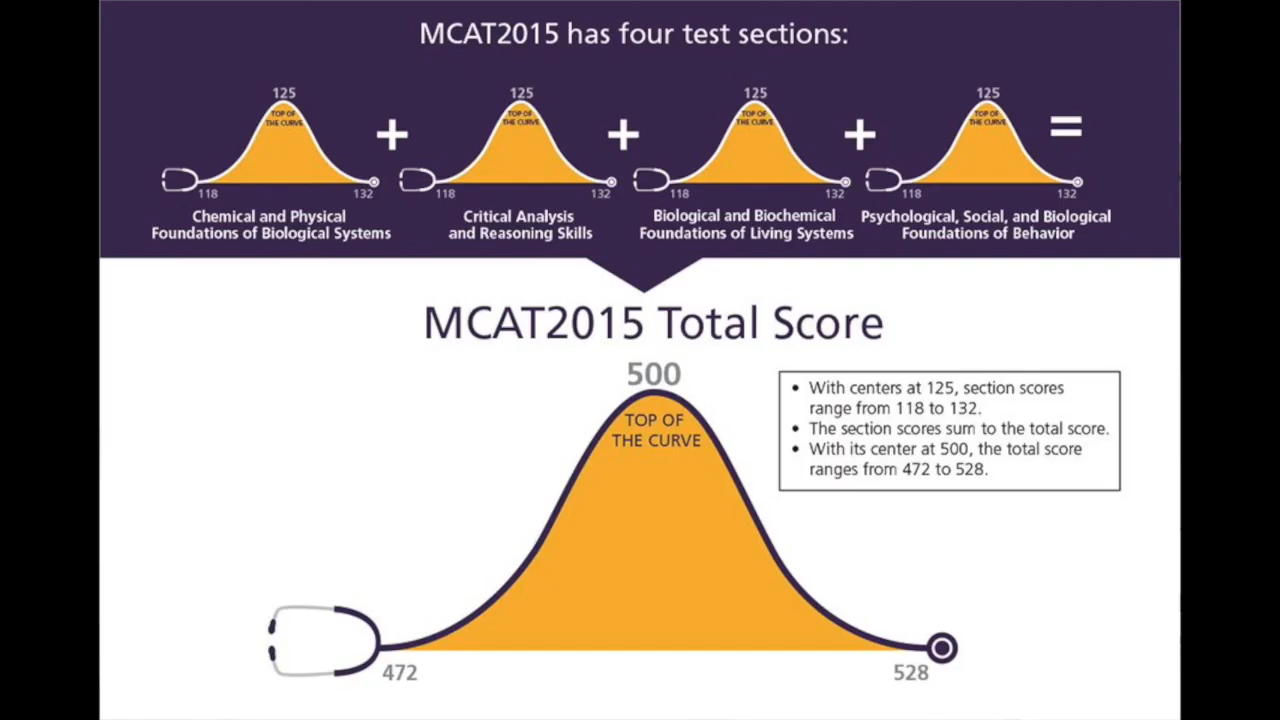 MCAT2015 has four test sections:
125
TOP OF
THE CURVE
118
132
Chemical and Physical
Foundations of Biological Systems
+
125
TOP OF
THE CURVE
118
132
Critical Analysis
and Reasoning Skills
+
125
TOP OF
THE CURVE
118
132
Biological and Biochemical
Foundations of Living Systems
+
125
TOP OF
THE CURVE
118
132
Psychological, Social, and Biological
Foundations of Behavior
=
MCAT2015 Total Score
500
TOP OF
THE CURVE
472
528
• With centers at 125, section scores
range from 118 to 132.
• The section scores sum to the total score.
• With its center at 500, the total score
ranges from 472 to 528.